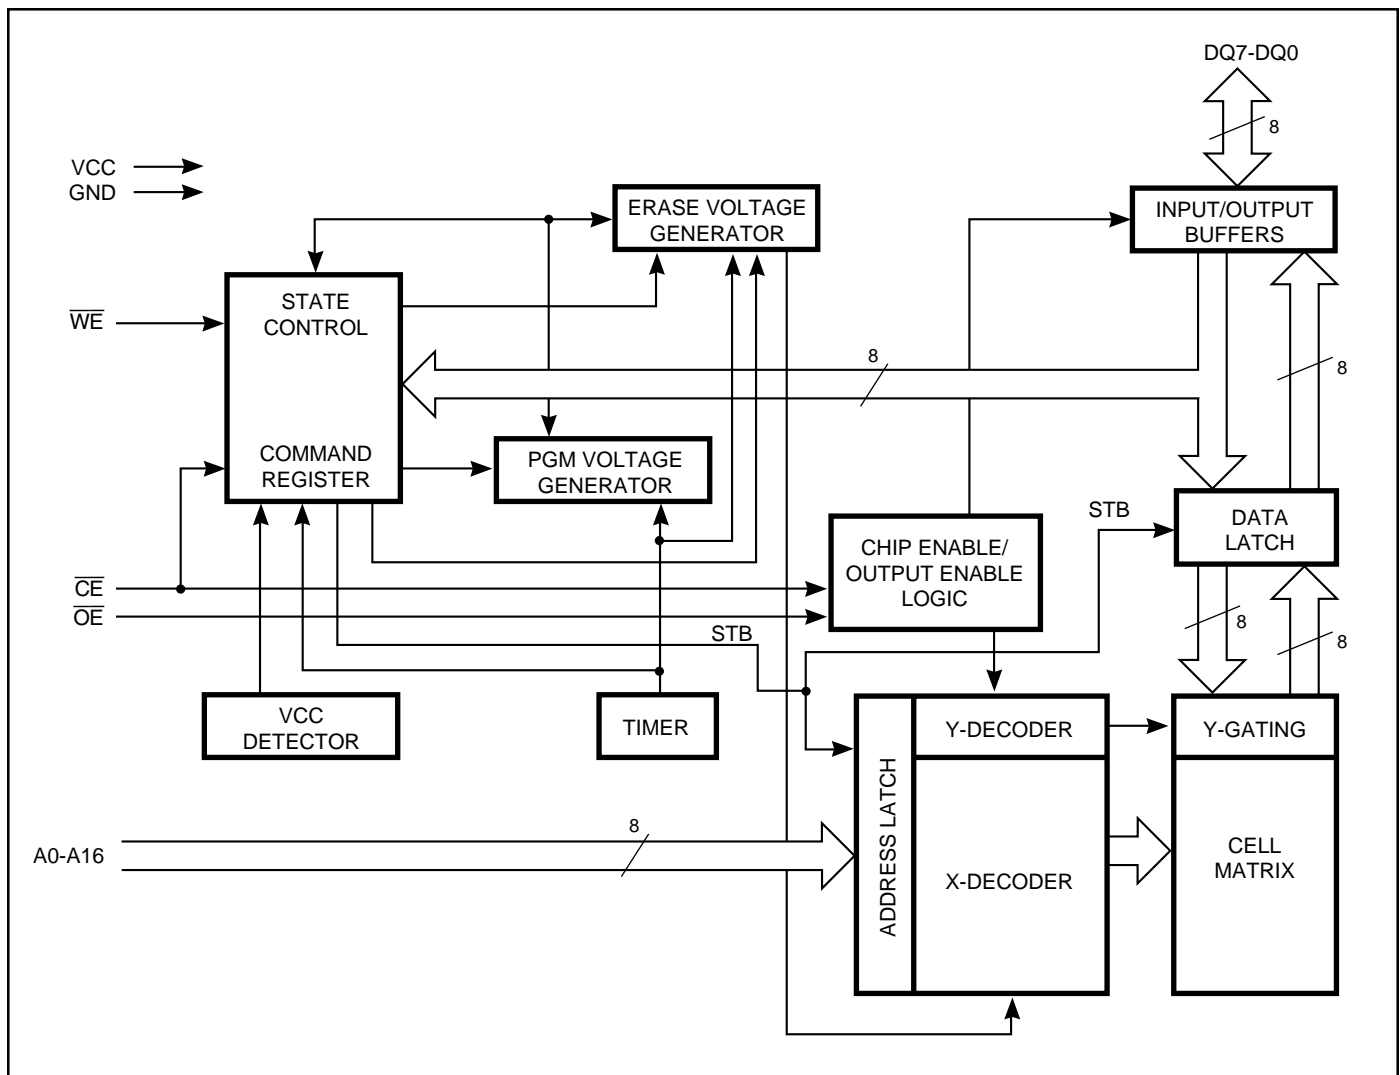 DQ7-DQ0
8
VCC
GND
ERASE VOLTAGE
GENERATOR
INPUT/OUTPUT
BUFFERS
STATE
CONTROL
WE
8
8
COMMAND
REGISTER
PGM VOLTAGE
GENERATOR
STB
DATA
LATCH
CHIP ENABLE/
OUTPUT ENABLE
LOGIC
CE
OE
STB
8
8
VCC
DETECTOR
TIMER
ADDRESS LATCH
Y-DECODER
Y-GATING
A0-A16
8
X-DECODER
CELL
MATRIX